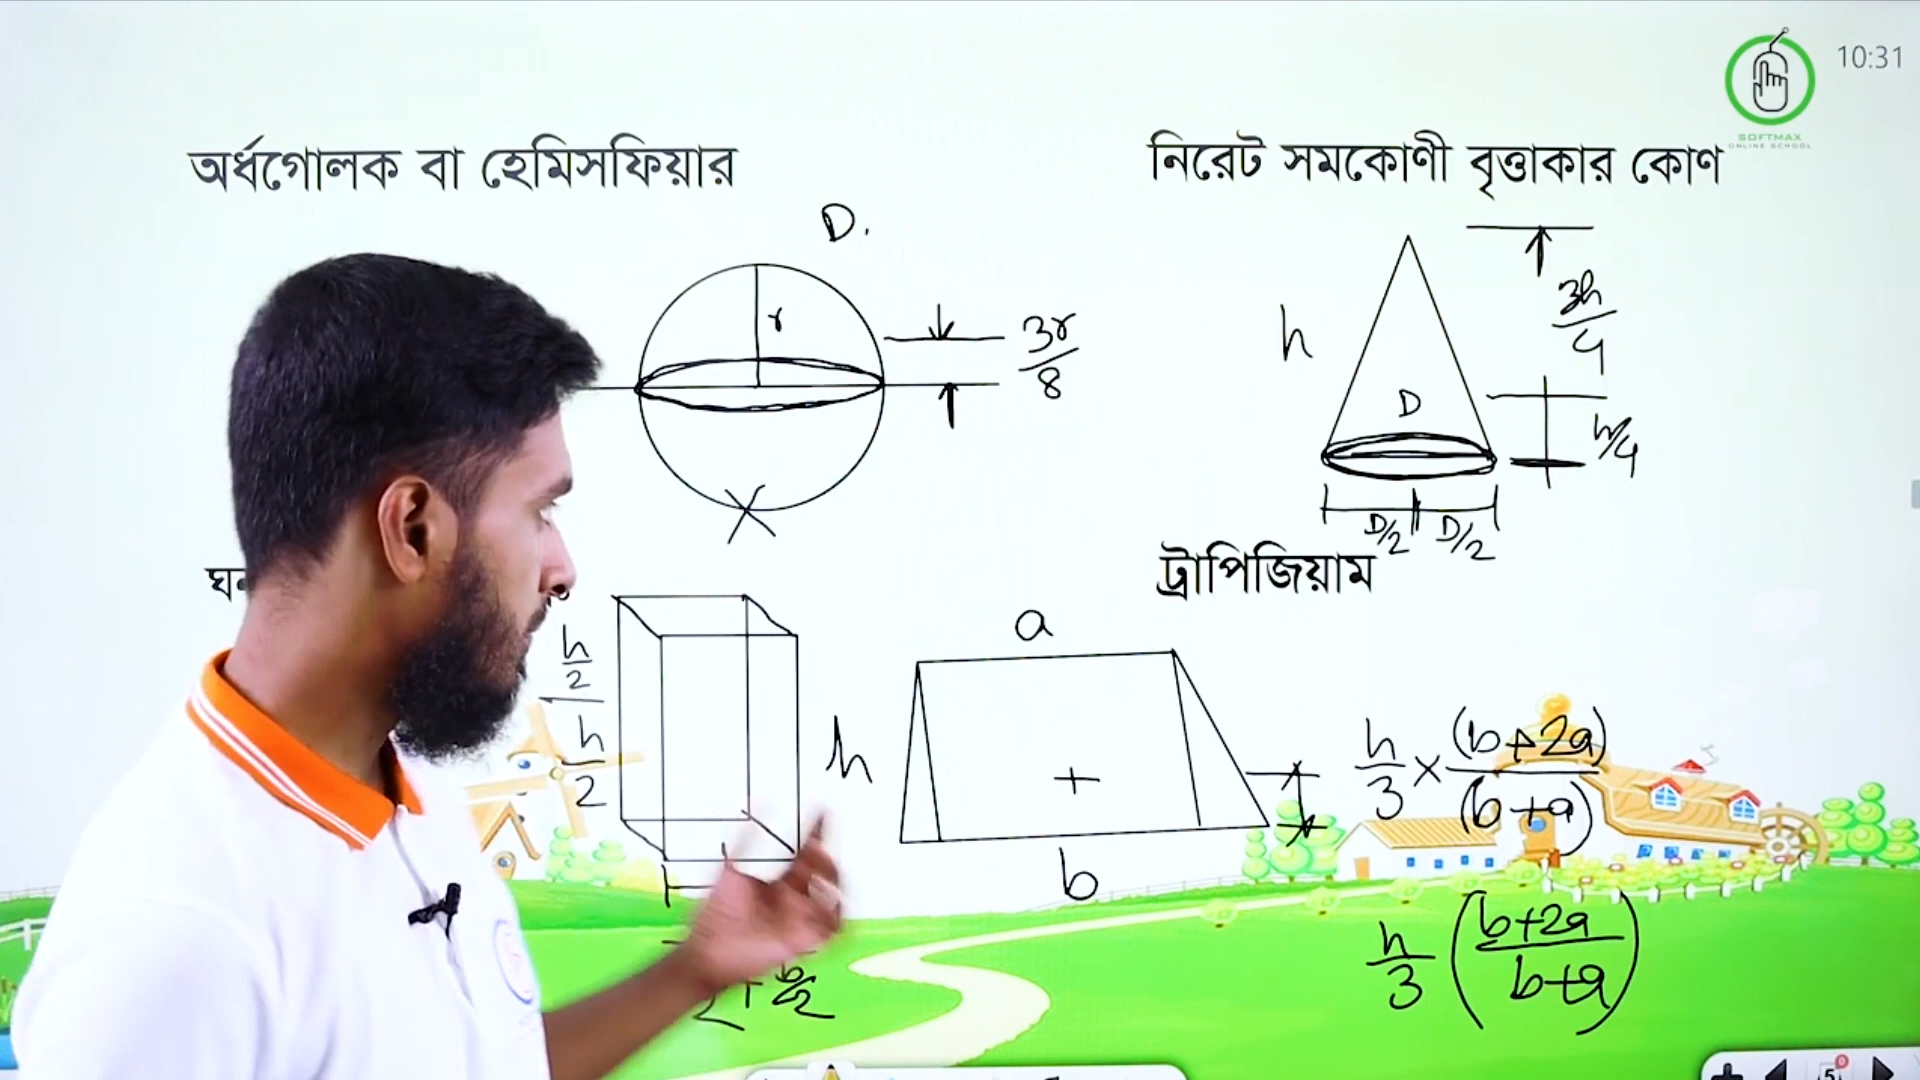 10:31
SOFTMAX
ONLINE SCHOOL
অর্ধগোলক বা হেমিসফিয়ার
নিরেট সমকোণী বৃত্তাকার কোণ
D.
r
3r/8
h
3h/4
D
h/4
D/2 D/2
ট্রাপিজিয়াম
h/2
h/2
h
a
b
h/3 × (b+2a)/(b+a)
h/3 (b+2a/b+a)
5